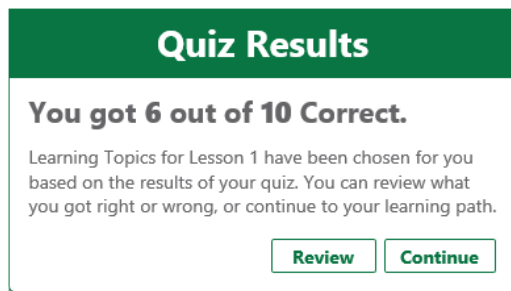 Quiz Results
You got 6 out of 10 Correct.
Learning Topics for Lesson 1 have been chosen for you
based on the results of your quiz. You can review what
you got right or wrong, or continue to your learning path.
Review Continue